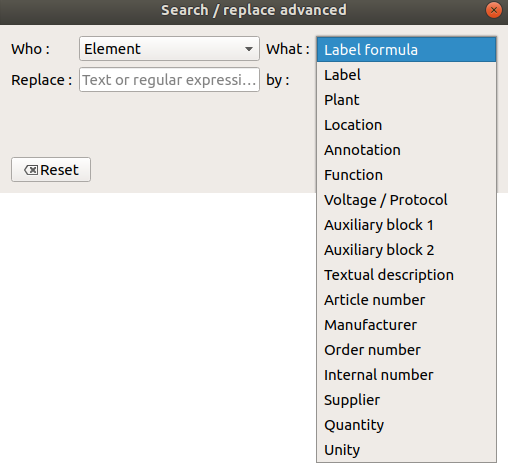 Search / replace advanced
Who : Element What : Label formula
Label
Replace : Text or regular expressi... by :
Plant
Location
Annotation
Function
Reset
Voltage / Protocol
Auxiliary block 1
Auxiliary block 2
Textual description
Article number
Manufacturer
Order number
Internal number
Supplier
Quantity
Unity